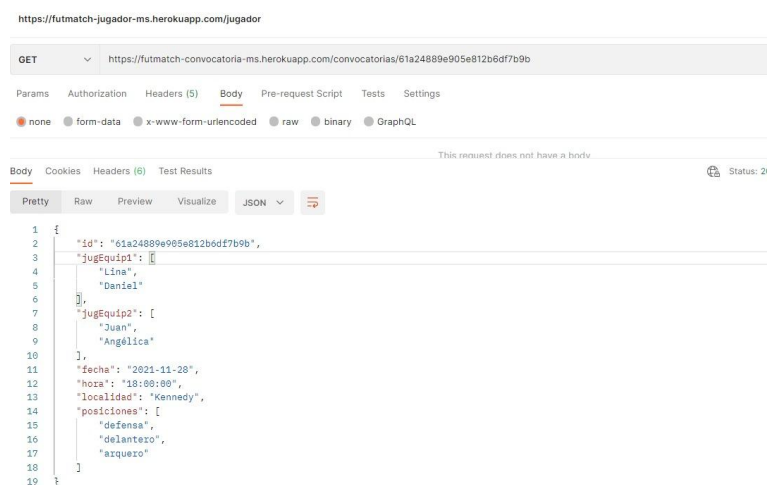 https://futmatch-jugador-ms.herokuapp.com/jugador
GET https://futmatch-convocatoria-ms.herokuapp.com/convocatorias/61a24889e905e812b6df7b9b
Params Authorization Headers (5) Body Pre-request Script Tests Settings
none form-data x-www-form-urlencoded raw binary GraphQL
This request does not have a body
Body Cookies Headers (6) Test Results Status: 20
Pretty Raw Preview Visualize JSON
1 {
2 "id": "61a24889e905e812b6df7b9b",
3 "jugEquip1": [
4 "Lina",
5 "Daniel"
6 ],
7 "jugEquip2": [
8 "Juan",
9 "Angélica"
10 ],
11 "fecha": "2021-11-28",
12 "hora": "18:00:00",
13 "localidad": "Kennedy",
14 "posiciones": [
15 "defensa",
16 "delantero",
17 "arquero"
18 ]
19 }